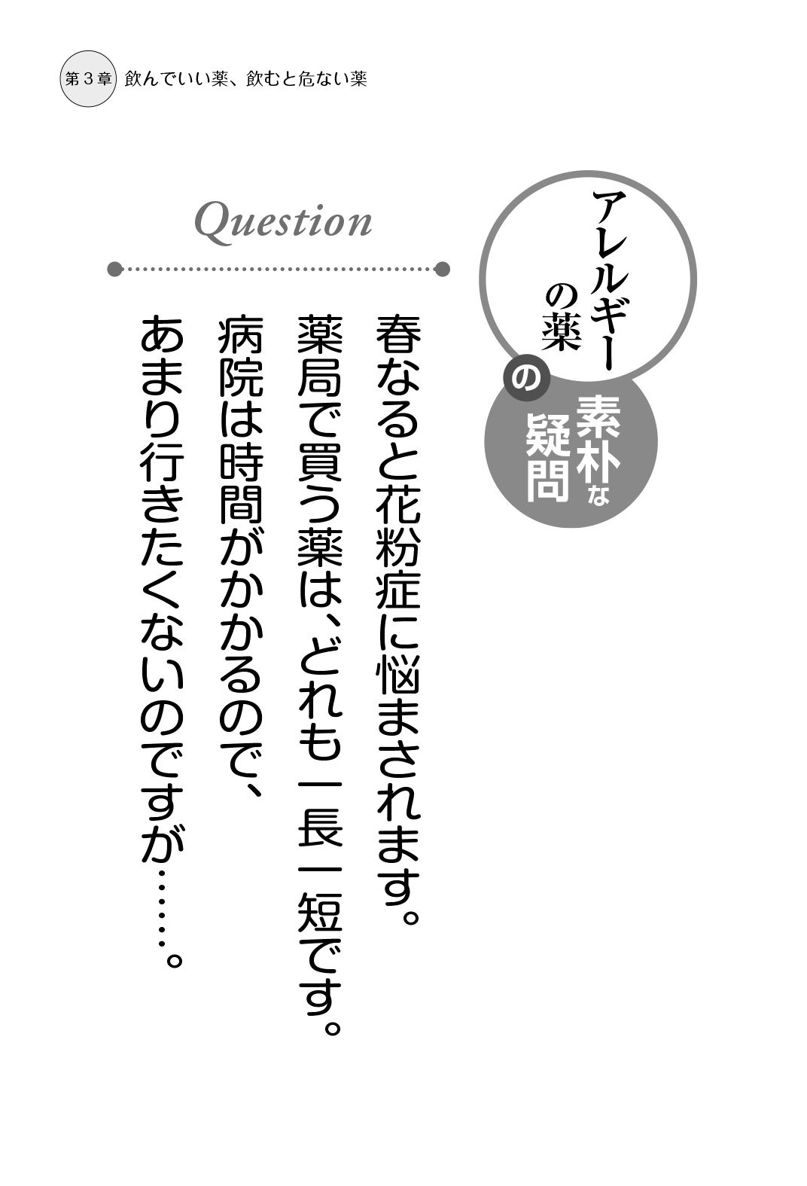 第3章 飲んでいい薬、飲むと危ない薬
アレルギー
の薬
の
素朴な
疑問
Question
春なると花粉症に悩まされます。
薬局で買う薬は、どれも一長一短です。
病院は時間がかかるので、
あまり行きたくないのですが……。